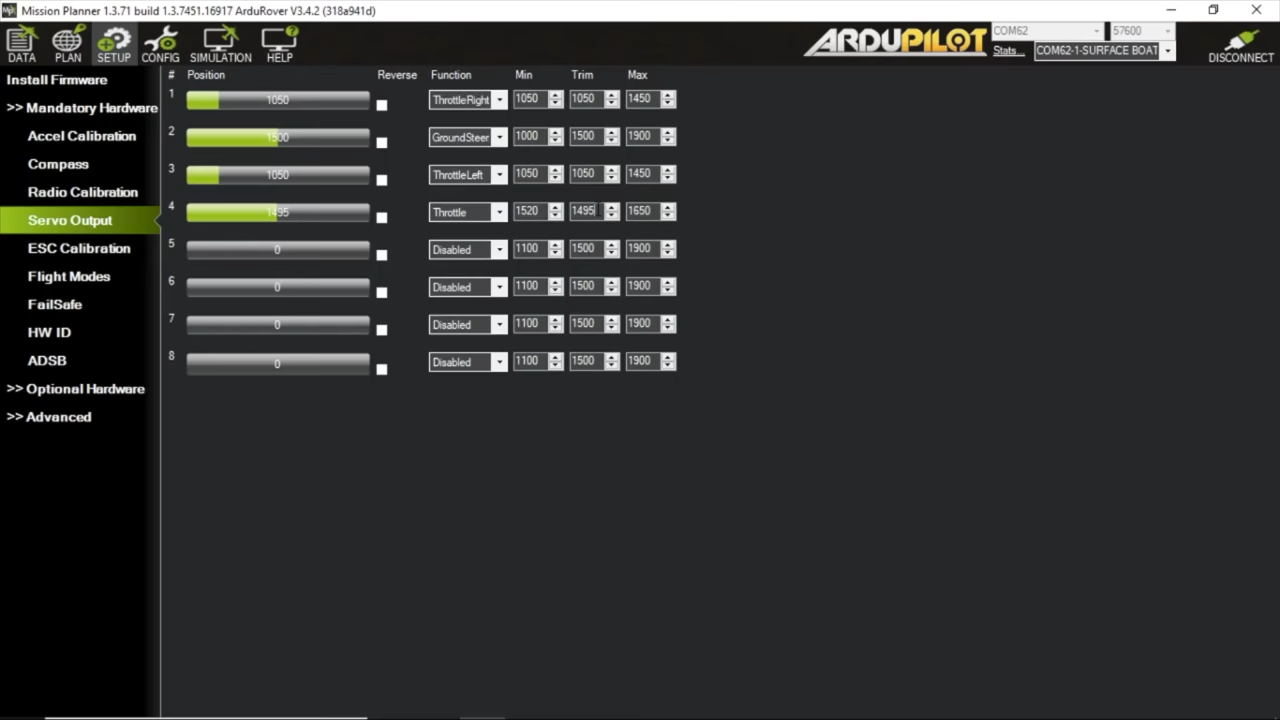 Mission Planner 1.3.71 build 1.3.7451.16917 ArduRover V3.4.2 (318a941d)
DATA PLAN SETUP CONFIG SIMULATION HELP ARDUPILOT COM62 57600
Stats... COM62-1-SURFACE BOAT DISCONNECT
Install Firmware
>> Mandatory Hardware
Accel Calibration
Compass
Radio Calibration
Servo Output
ESC Calibration
Flight Modes
FailSafe
HW ID
ADSB
>> Optional Hardware
>> Advanced
# Position Reverse Function Min Trim Max
1 1050 ThrottleRight 1050 1050 1450
2 1500 GroundSteer 1000 1500 1900
3 1050 ThrottleLeft 1050 1050 1450
4 1495 Throttle 1520 1495 1650
5 0 Disabled 1100 1500 1900
6 0 Disabled 1100 1500 1900
7 0 Disabled 1100 1500 1900
8 0 Disabled 1100 1500 1900